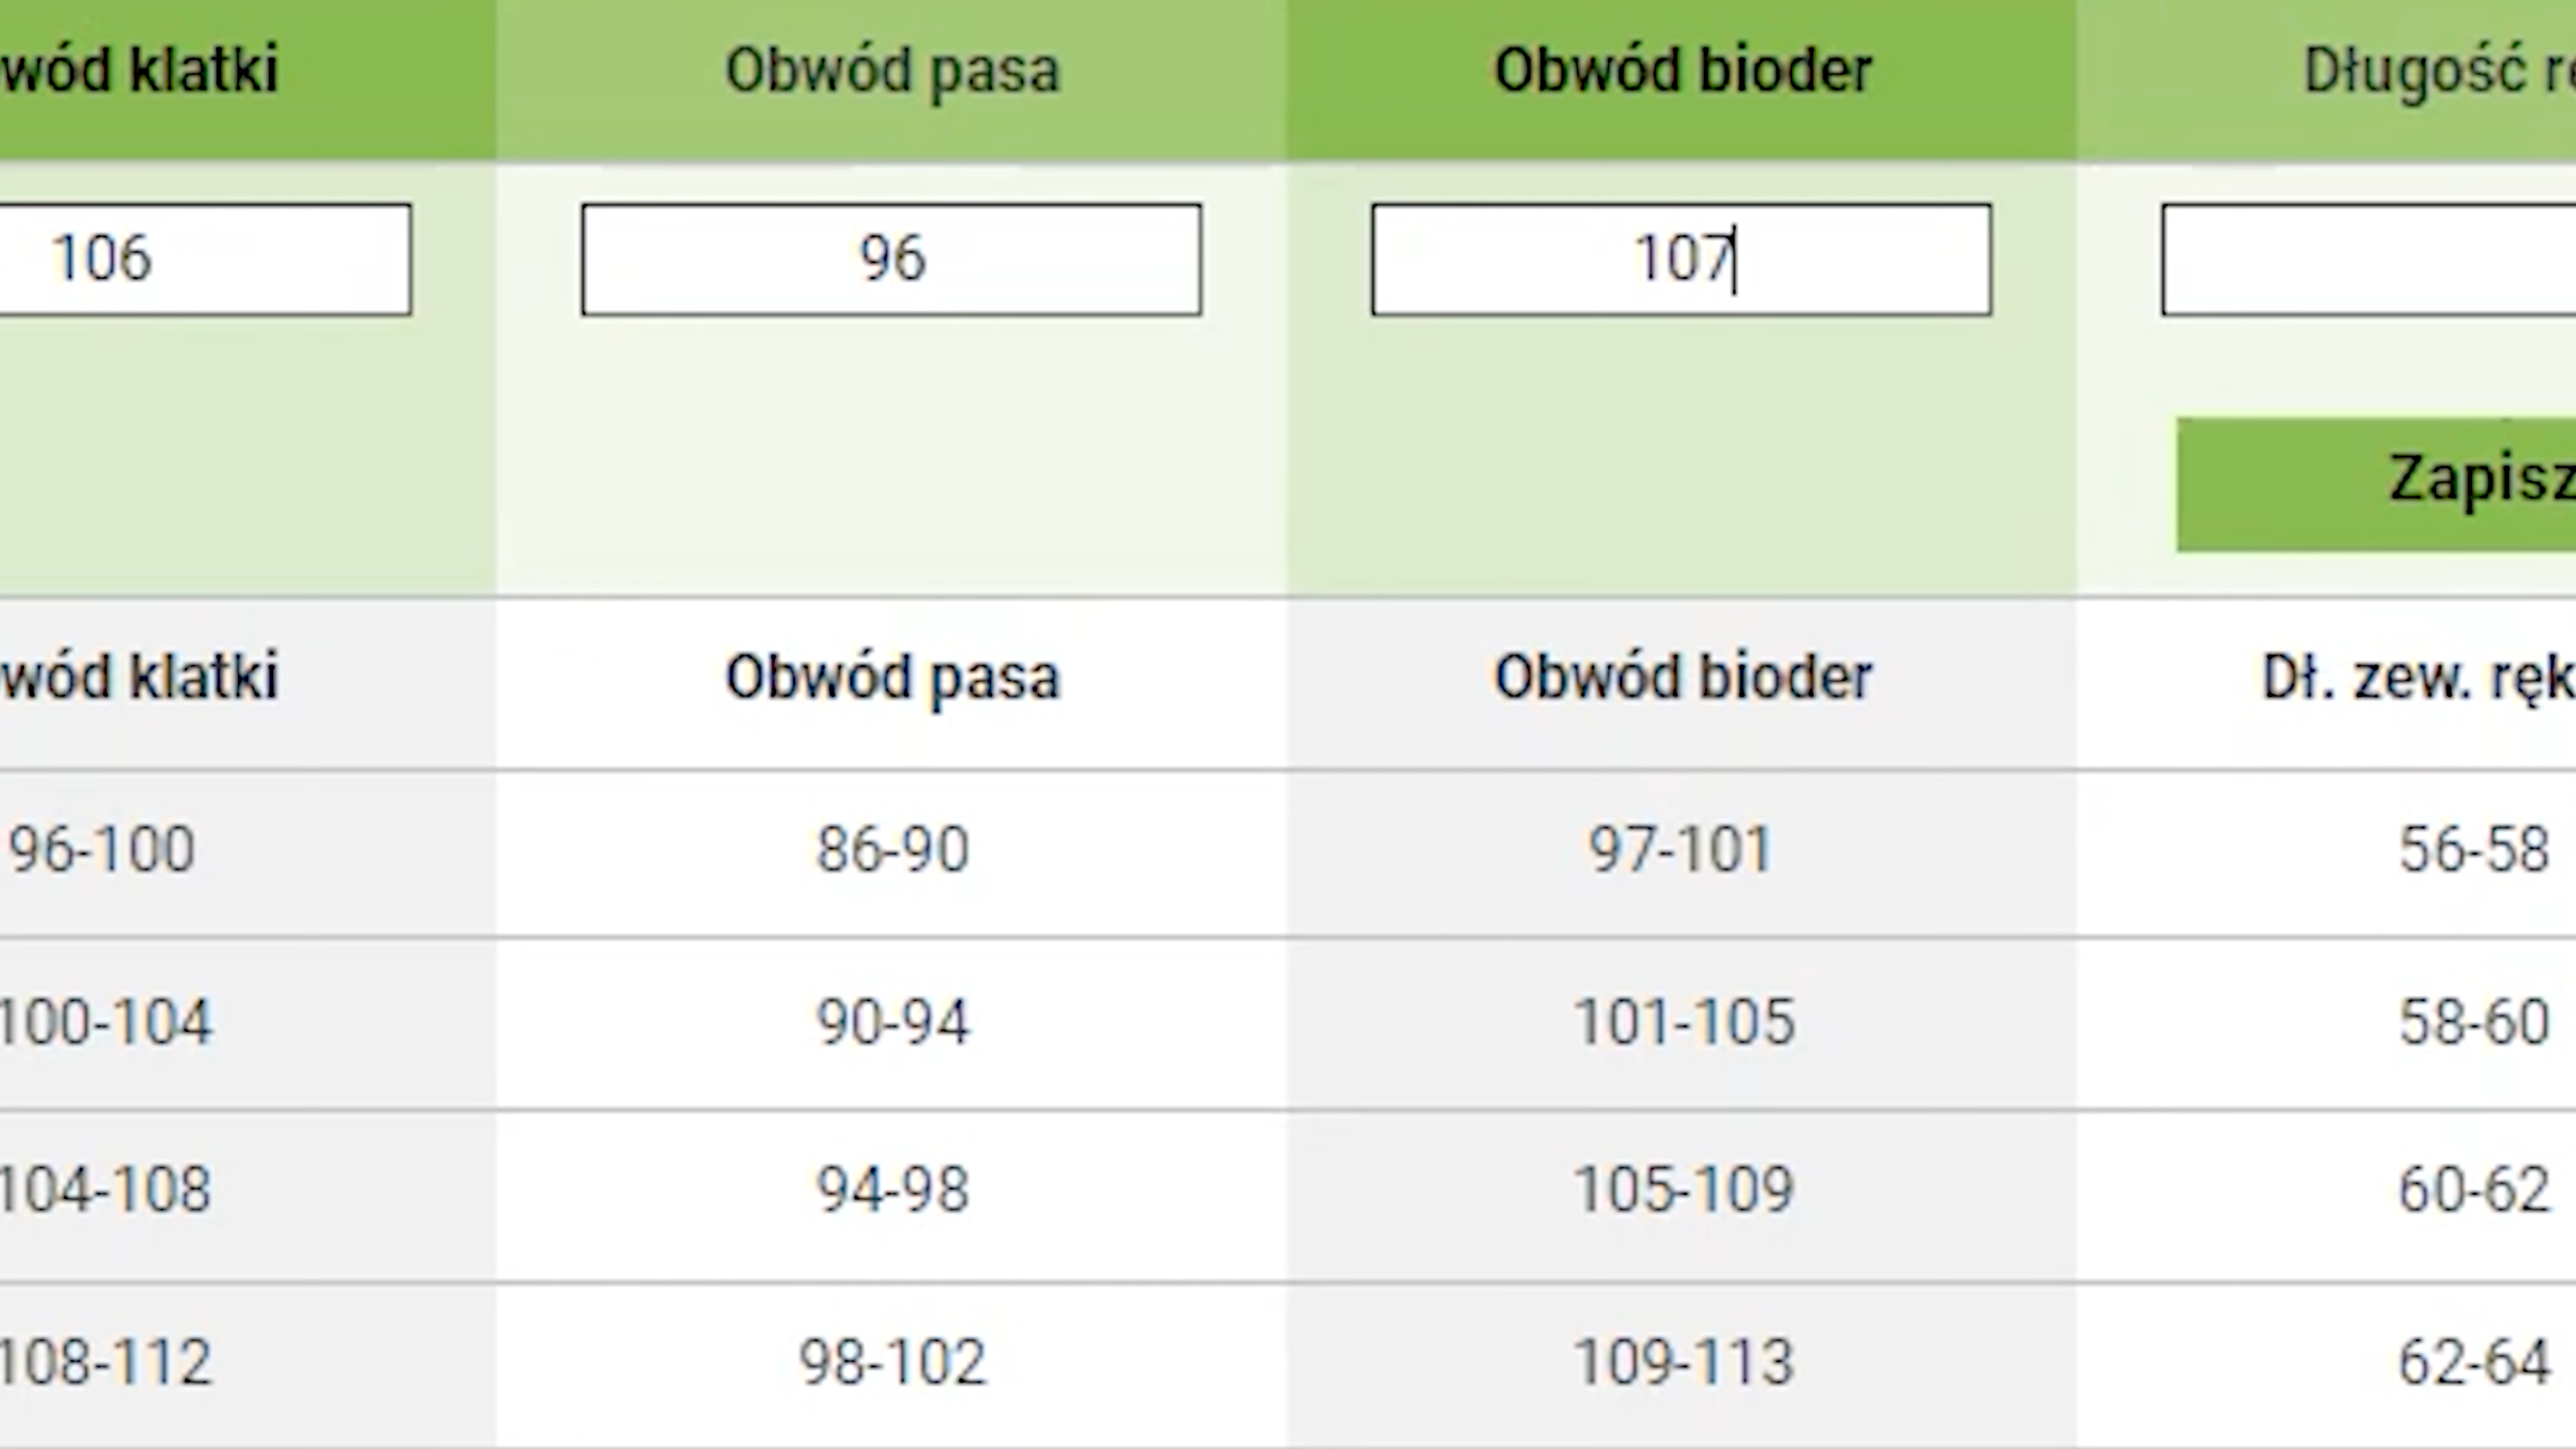 wód klatki Obwód pasa Obwód bioder Długość rę
106 96 107
Zapisz
wód klatki Obwód pasa Obwód bioder Dł. zew. ręk
96-100 86-90 97-101 56-58
100-104 90-94 101-105 58-60
104-108 94-98 105-109 60-62
108-112 98-102 109-113 62-64